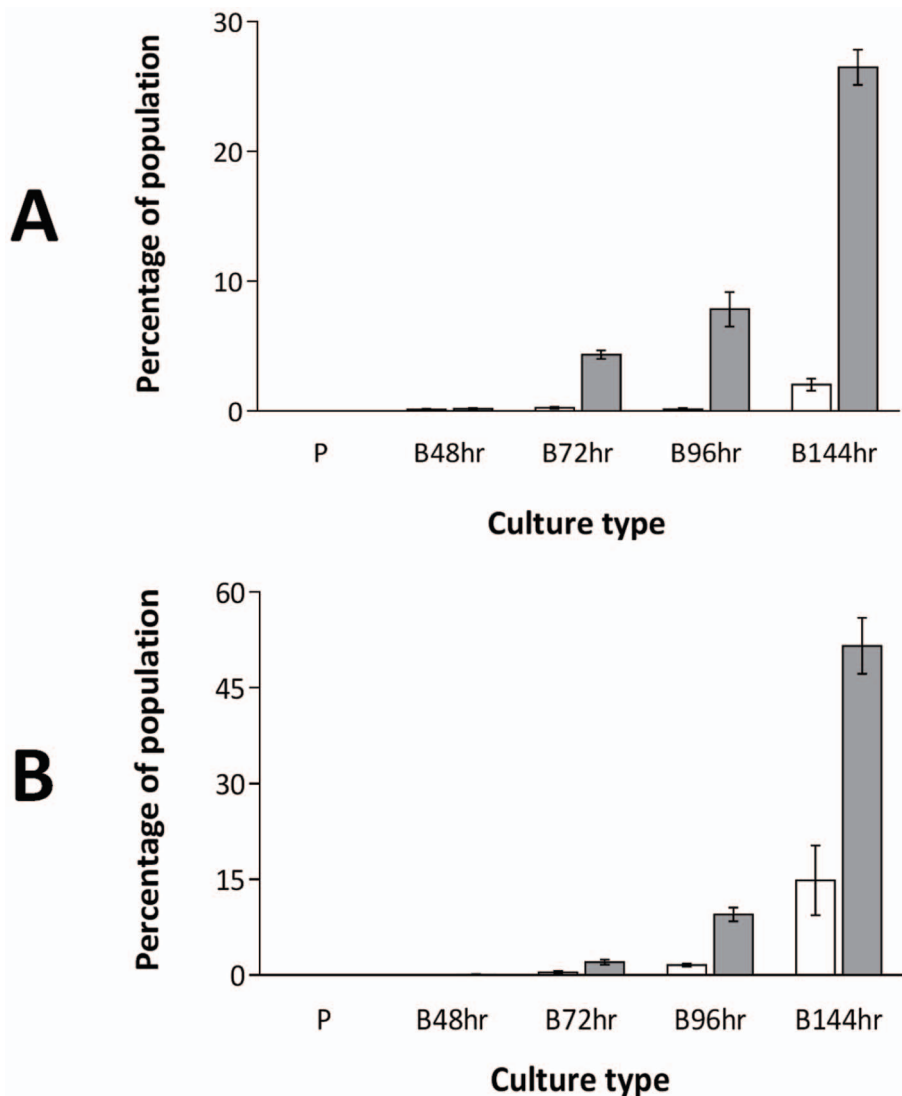 A
Percentage of population
30
20
10
0
P B48hr B72hr B96hr B144hr
Culture type
B
Percentage of population
60
45
30
15
0
P B48hr B72hr B96hr B144hr
Culture type